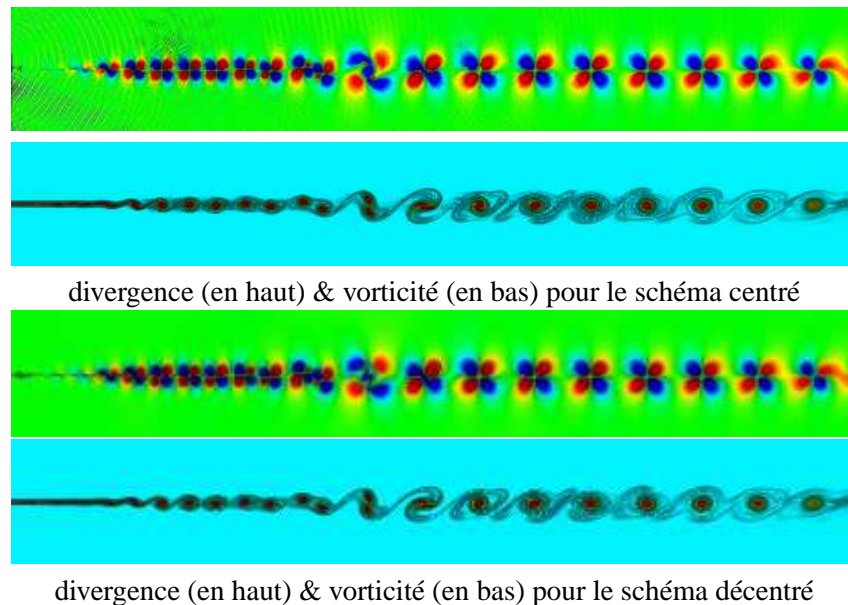 divergence (en haut) & vorticité (en bas) pour le schéma centré
divergence (en haut) & vorticité (en bas) pour le schéma décentré